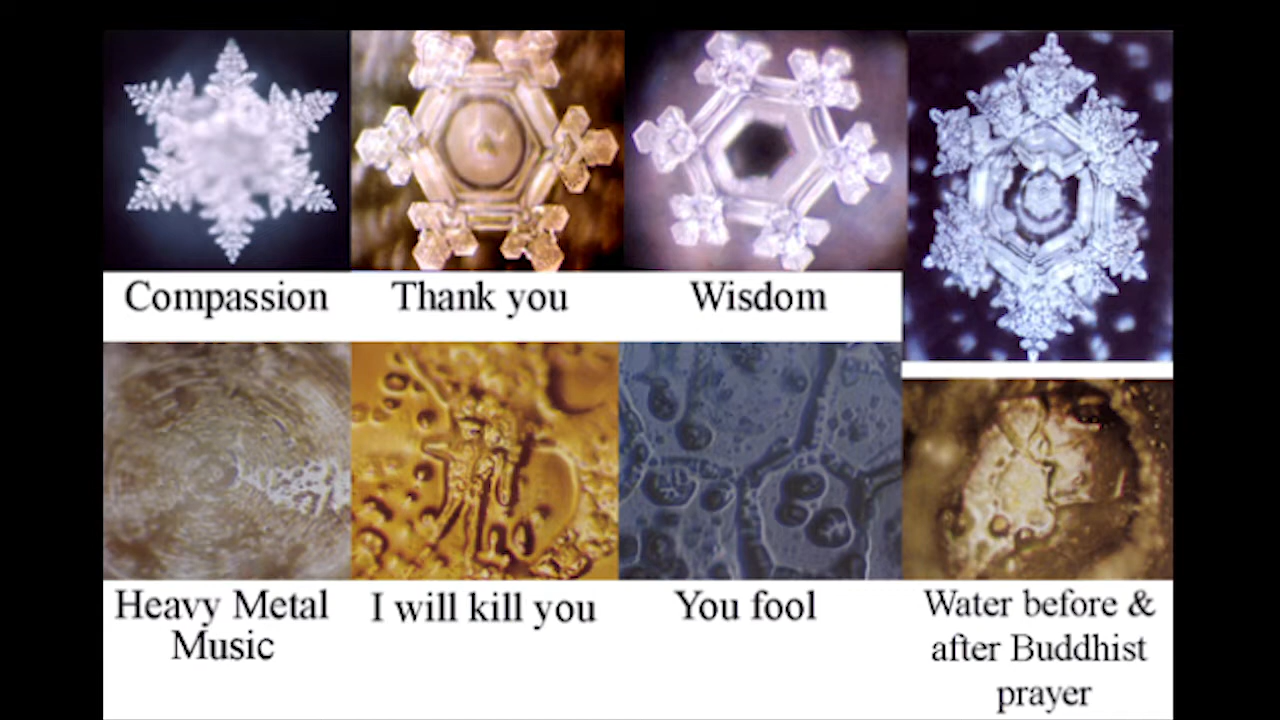 Compassion
Thank you
Wisdom
Heavy Metal
Music
I will kill you
You fool
Water before &
after Buddhist
prayer